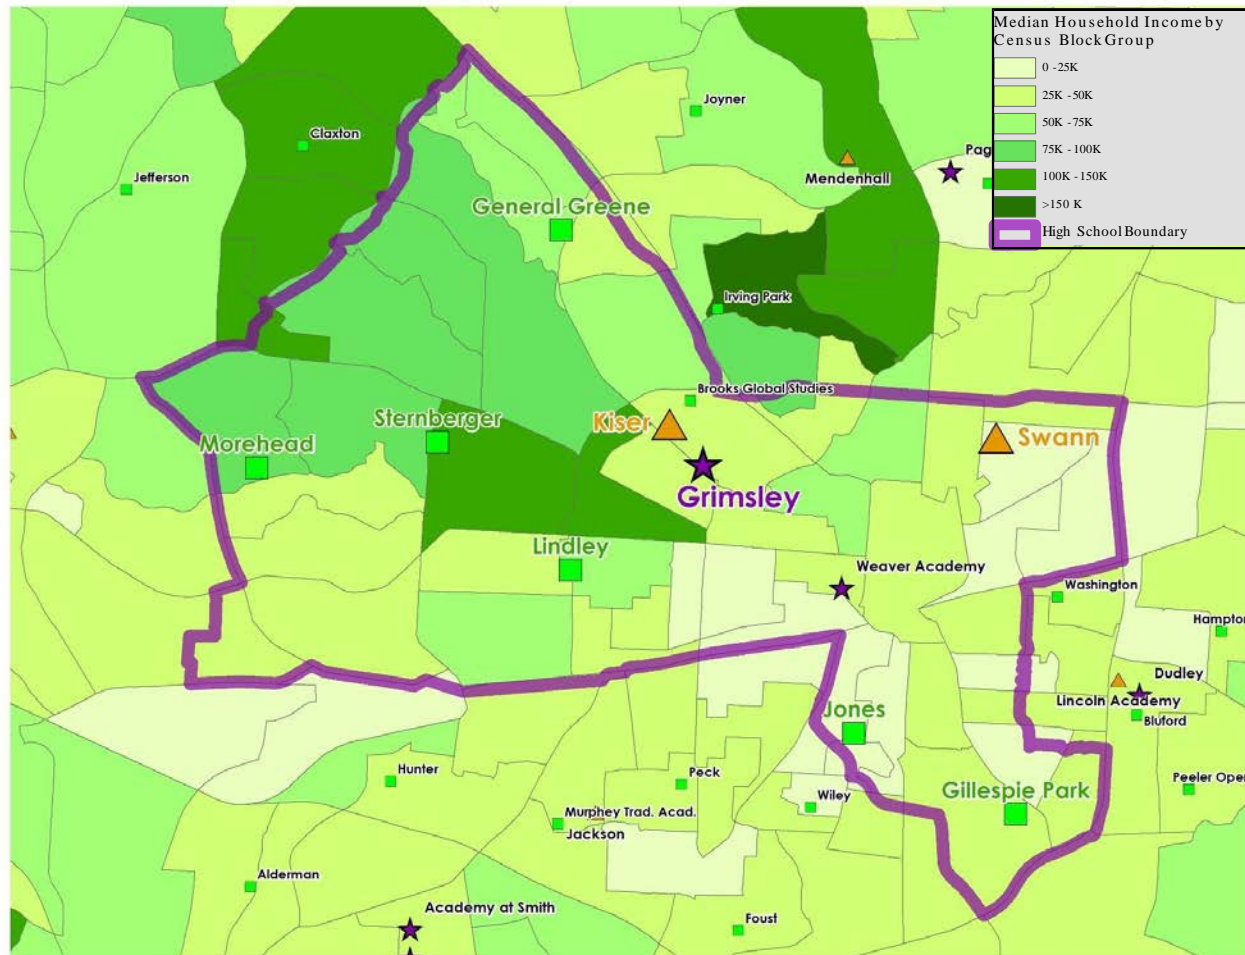 Median Household Income by
Census Block Group
0 -25K
25K -50K
50K -75K
75K -100K
100K -150K
>150 K
High School Boundary
Joyner
Claxton
Pag
Jefferson
Mendenhall
General Greene
Irving Park
Brooks Global Studies
Sternberger
Kiser
Morehead
Swann
Grimsley
Lindley
Weaver Academy
Washington
Hampton
Dudley
Lincoln Academy
Jones
Bluford
Hunter
Peck
Peeler Oper
Wiley
Gillespie Park
Murphey Trad. Acad.
Jackson
Alderman
Academy at Smith
Foust